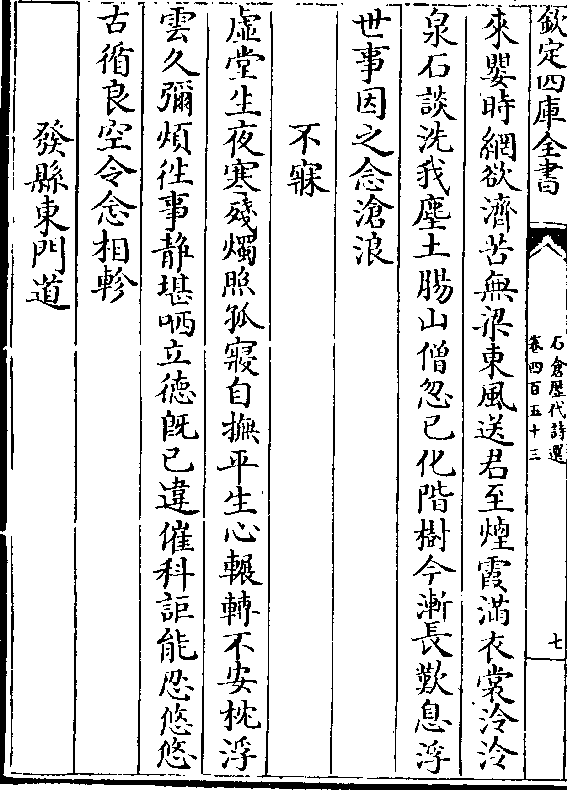 欽定四庫全書
石倉歴代詩選
卷四百五十三
七
來嬰時網欲濟苦無梁東風送君至煙霞滿衣裳泠泠
泉石談洗我塵土腸山僧忽已化階樹今漸長歎息浮
世事因之念滄浪
不寐
虛堂生夜寒殘燭照孤寢自撫平生心輾轉不安枕浮
雲久彌煩徃事静堪哂立德旣已違催科詎能忍悠悠
古循良空令念相軫
發縣東門道